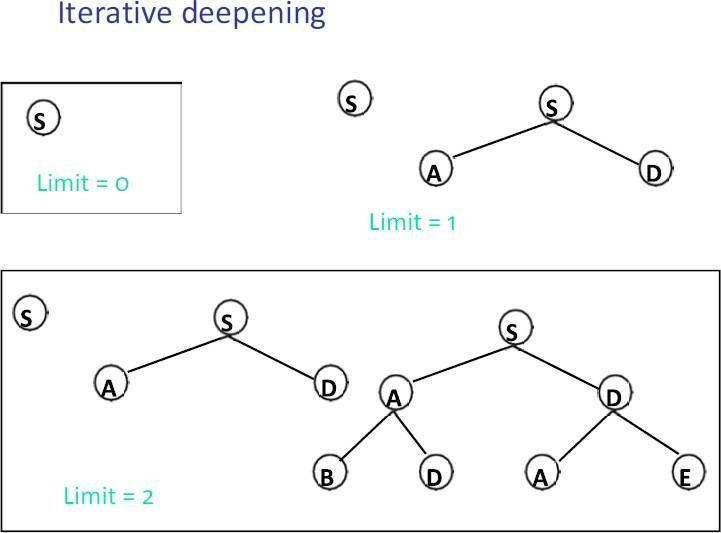 Iterative deepening
S
Limit = 0
S
S
A D
Limit = 1
S
S
A D
S
A D
B D A E
Limit = 2